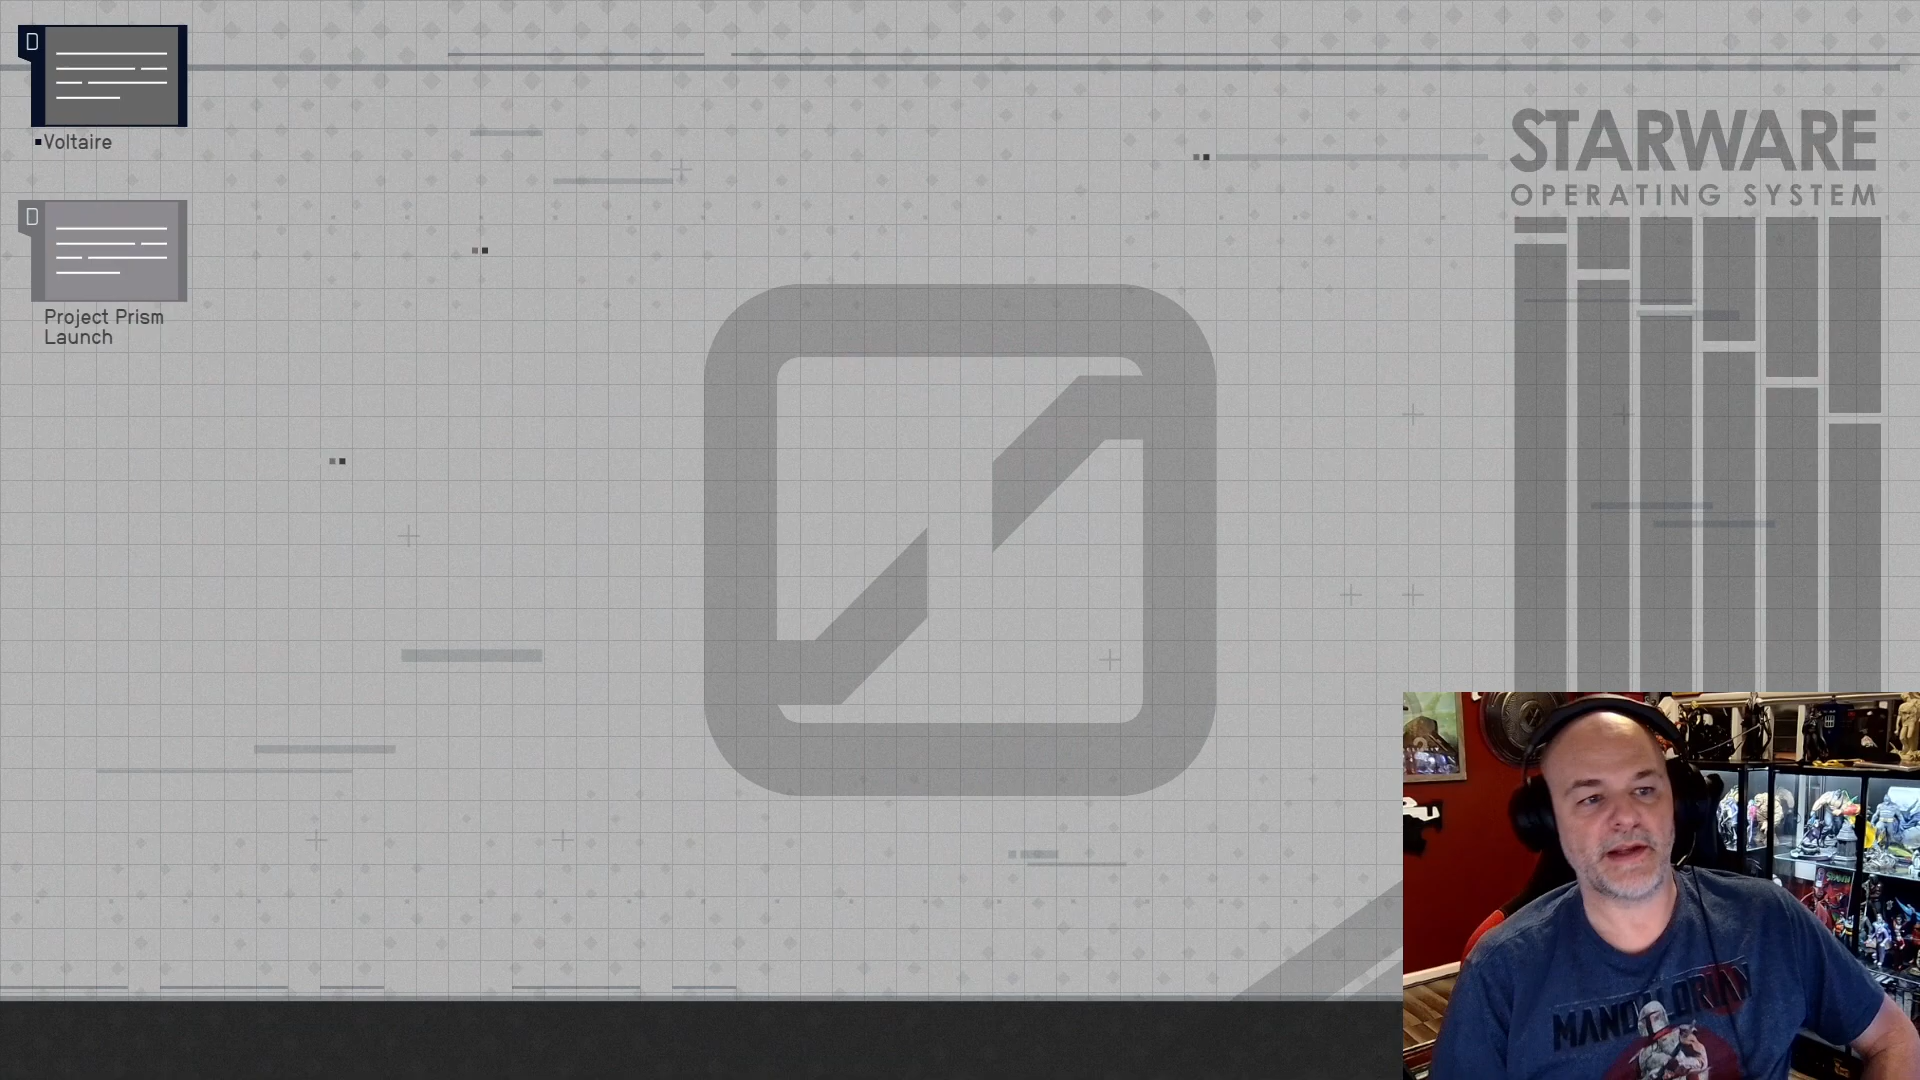 D
Voltaire
D
Project Prism
Launch
STARWARE
OPERATING SYSTEM
MANDALORIAN